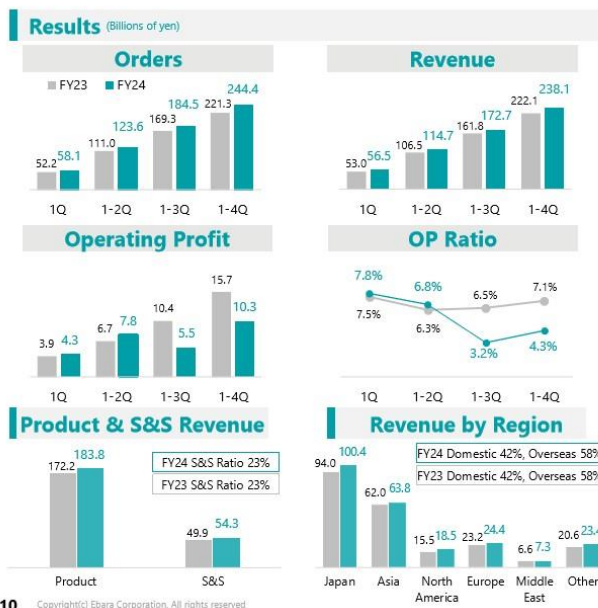 Results (Billions of yen)
Orders
FY23 FY24
52.2 58.1 111.0 123.6 169.3 184.5 221.3 244.4
1Q 1-2Q 1-3Q 1-4Q
Revenue
53.0 56.5 106.5 114.7 161.8 172.7 222.1 238.1
1Q 1-2Q 1-3Q 1-4Q
Operating Profit
3.9 4.3 6.7 7.8 10.4 5.5 15.7 10.3
1Q 1-2Q 1-3Q 1-4Q
OP Ratio
7.8% 6.8% 6.5% 7.1%
7.5% 6.3% 3.2% 4.3%
1Q 1-2Q 1-3Q 1-4Q
Product & S&S Revenue
FY24 S&S Ratio 23%
FY23 S&S Ratio 23%
172.2 183.8 49.9 54.3
Product S&S
Revenue by Region
FY24 Domestic 42%, Overseas 58%
FY23 Domestic 42%, Overseas 58%
94.0 100.4 62.0 63.8 15.5 18.5 23.2 24.4 6.6 7.3 20.6 23.4
Japan Asia North America Europe Middle East Other
10 Copyright(c) Ebara Corporation. All rights reserved